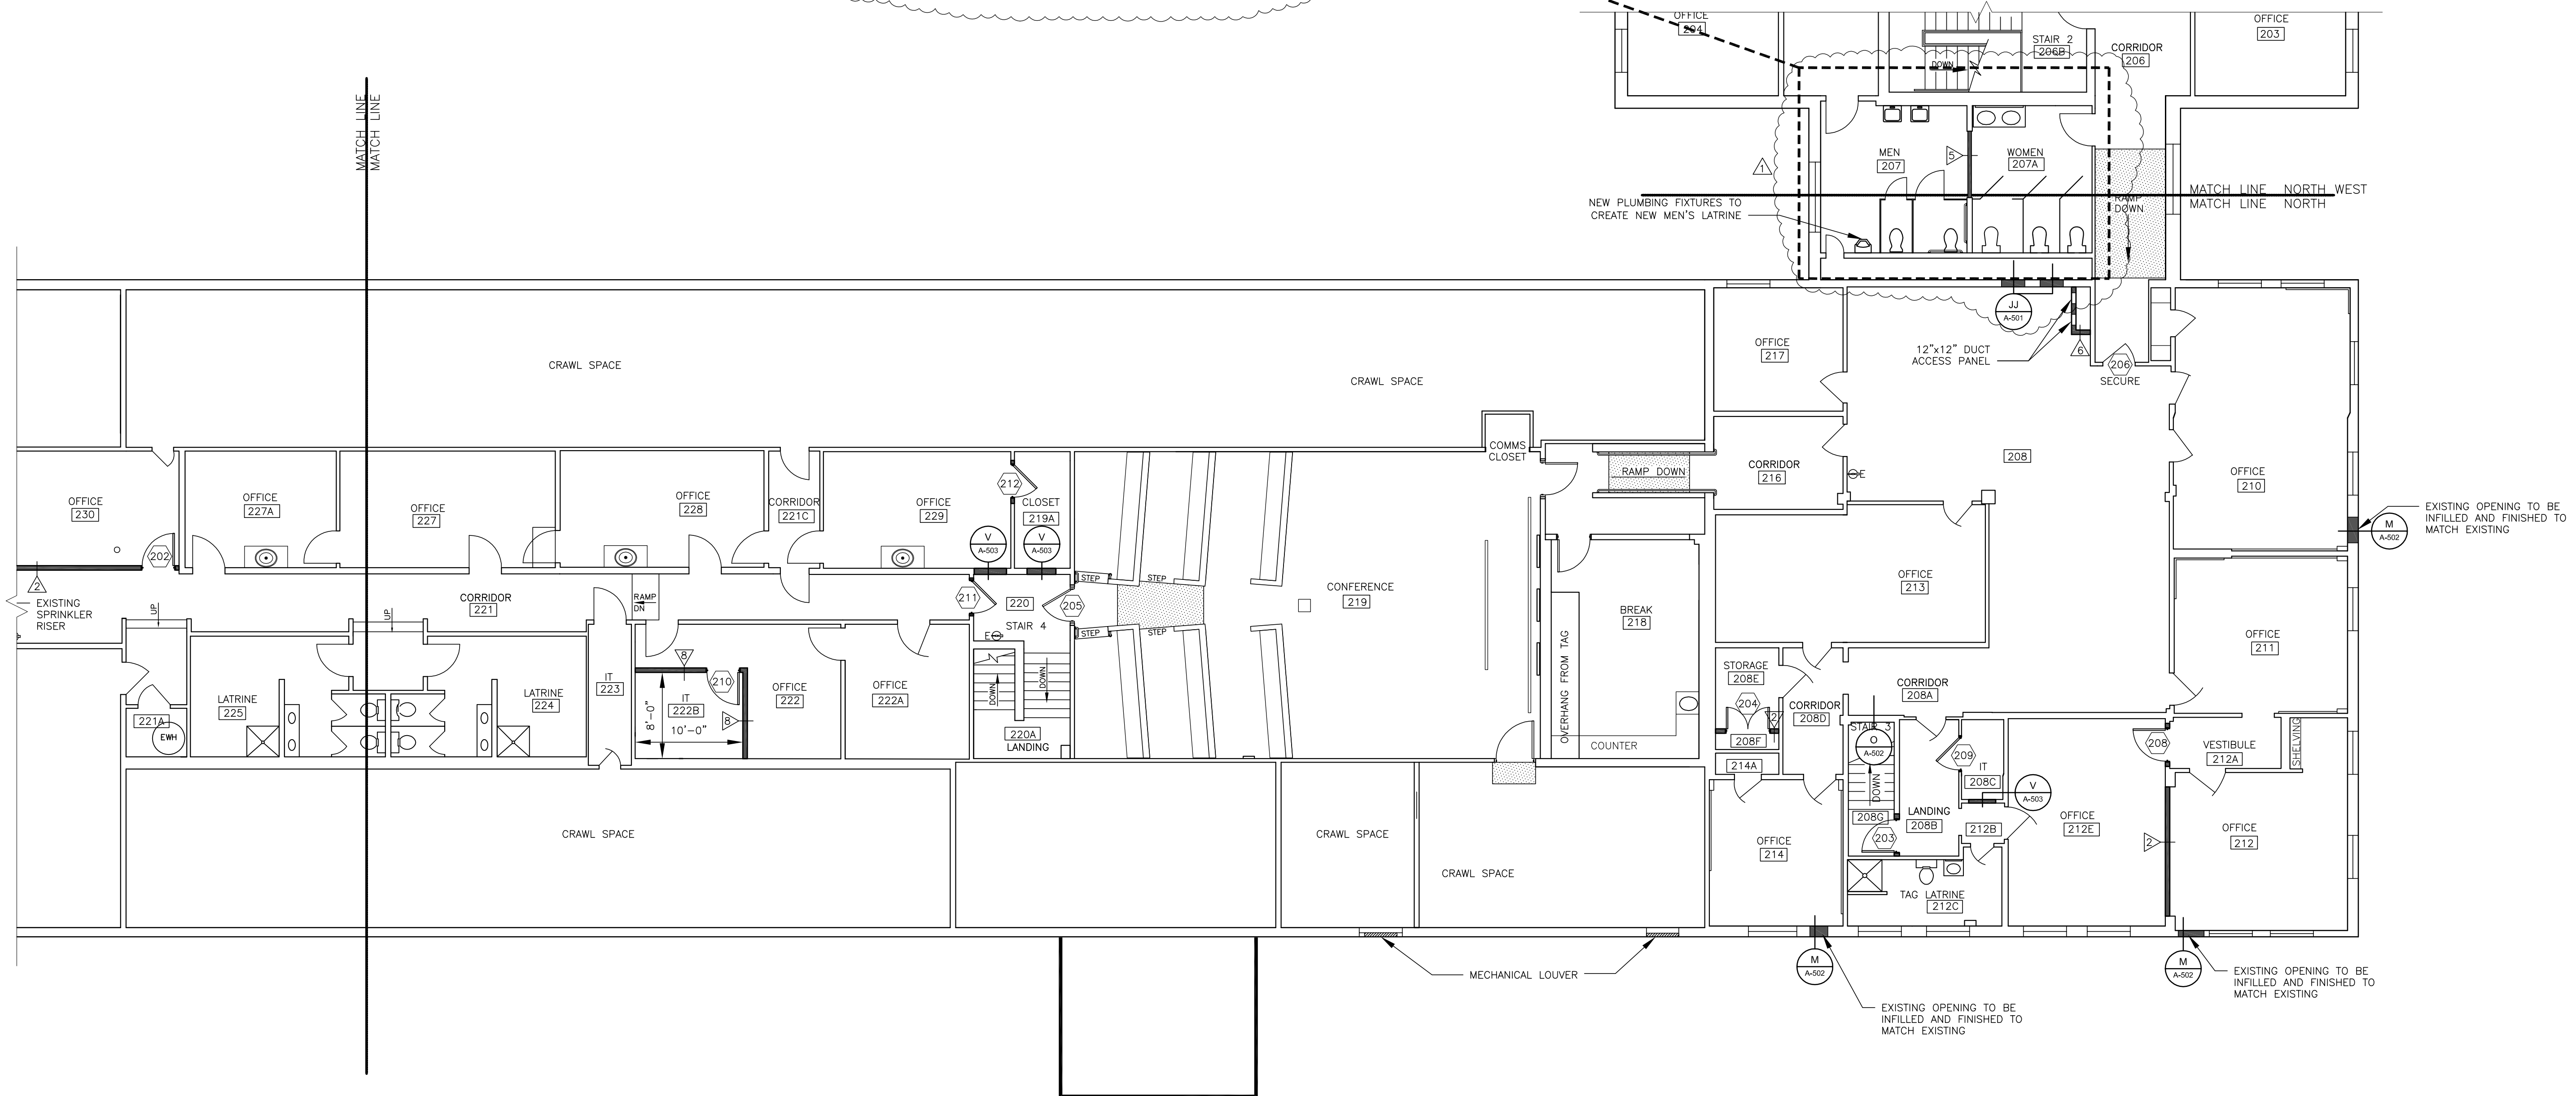 OFFICE
204
STAIR 2
206B
DOWN
CORRIDOR
206
OFFICE
203
MATCH LINE
MATCH LINE
MEN
207
5
WOMEN
207A
1
NEW PLUMBING FIXTURES TO
CREATE NEW MEN'S LATRINE
MATCH LINE NORTH WEST
MATCH LINE NORTH
RAMP
DOWN
JJ
A-501
12"x12" DUCT
ACCESS PANEL
6
206
SECURE
OFFICE
217
CRAWL SPACE
CRAWL SPACE
COMMS
CLOSET
RAMP DOWN
CORRIDOR
216
E
208
OFFICE
210
EXISTING OPENING TO BE
INFILLED AND FINISHED TO
MATCH EXISTING
M
A-502
OFFICE
230
202
2
EXISTING
SPRINKLER
RISER
OFFICE
227A
OFFICE
227
OFFICE
228
CORRIDOR
221C
OFFICE
229
212
CLOSET
219A
V
A-503
V
A-503
UP
CORRIDOR
221
UP
RAMP
DN
211
220
205
STAIR 4
E
STEP
STEP
STEP
STEP
CONFERENCE
219
BREAK
218
OVERHANG FROM TAG
COUNTER
OFFICE
213
OFFICE
211
221A
EWH
LATRINE
225
LATRINE
224
IT
223
8
210
IT
222B
8
8'-0"
10'-0"
OFFICE
222
OFFICE
222A
DOWN
DOWN
220A
LANDING
STORAGE
208E
204
2
208F
214A
CORRIDOR
208D
CORRIDOR
208A
STAIR 3
O
A-502
DOWN
208G
203
LANDING
208B
209
IT
208C
V
A-503
212B
208
VESTIBULE
212A
SHELVING
OFFICE
212E
2
OFFICE
212
OFFICE
214
TAG LATRINE
212C
CRAWL SPACE
CRAWL SPACE
CRAWL SPACE
MECHANICAL LOUVER
M
A-502
EXISTING OPENING TO BE
INFILLED AND FINISHED TO
MATCH EXISTING
M
A-502
EXISTING OPENING TO BE
INFILLED AND FINISHED TO
MATCH EXISTING